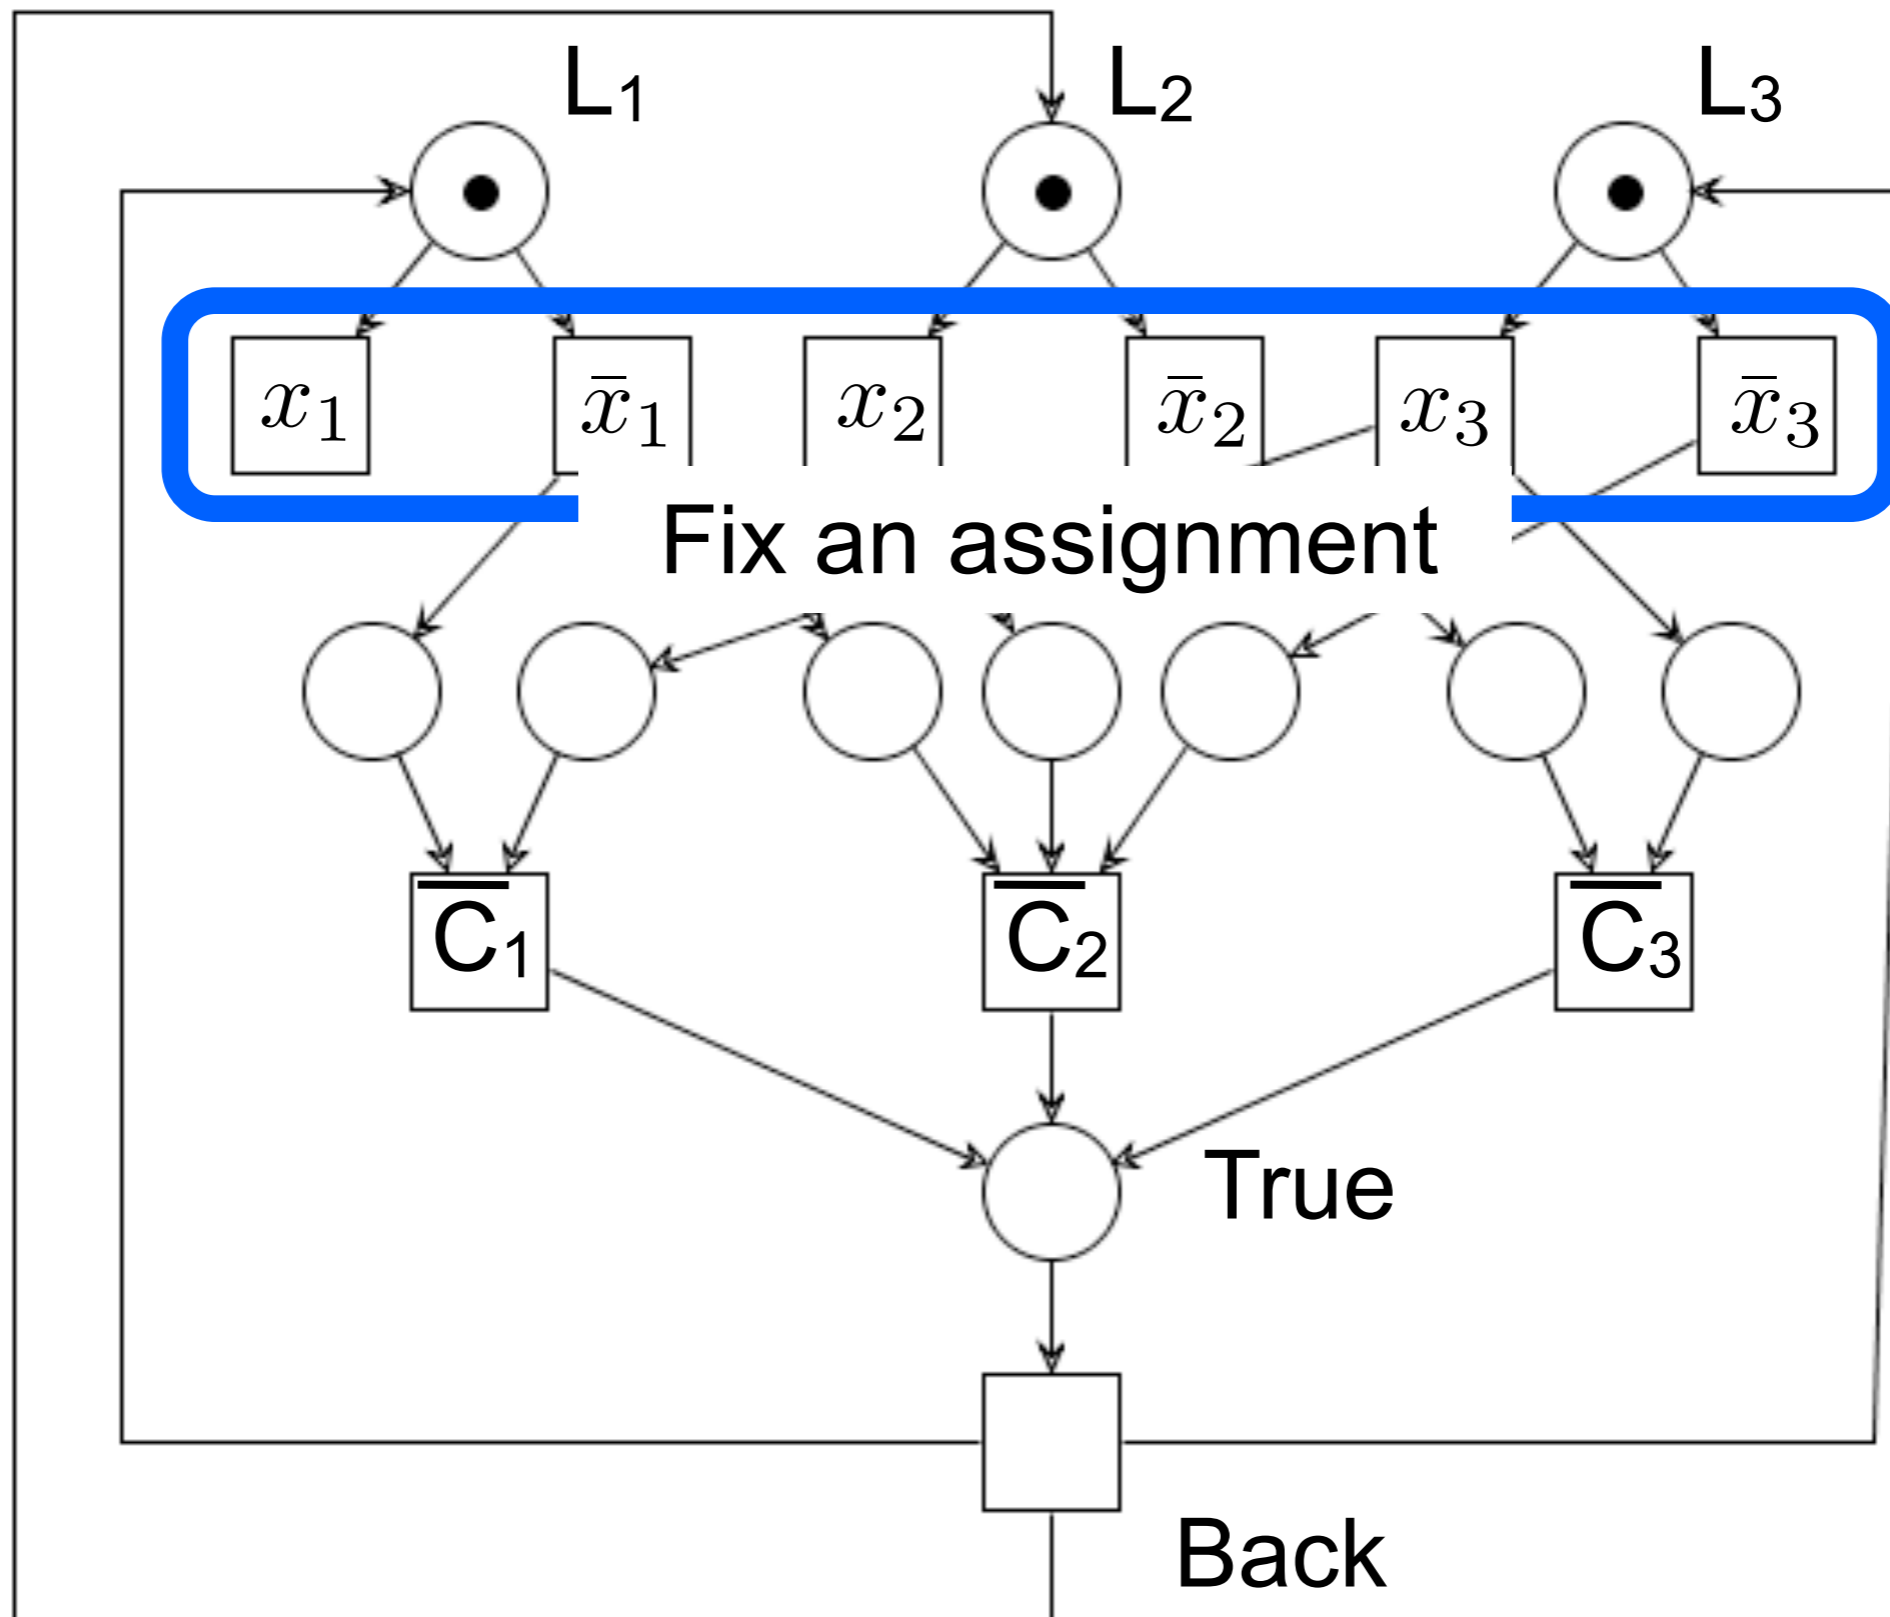 L₁ L₂ L₃
x₁ x̄₁ x₂ x̄₂ x₃ x̄₃
Fix an assignment
C̅₁ C̅₂ C̅₃
True
Back